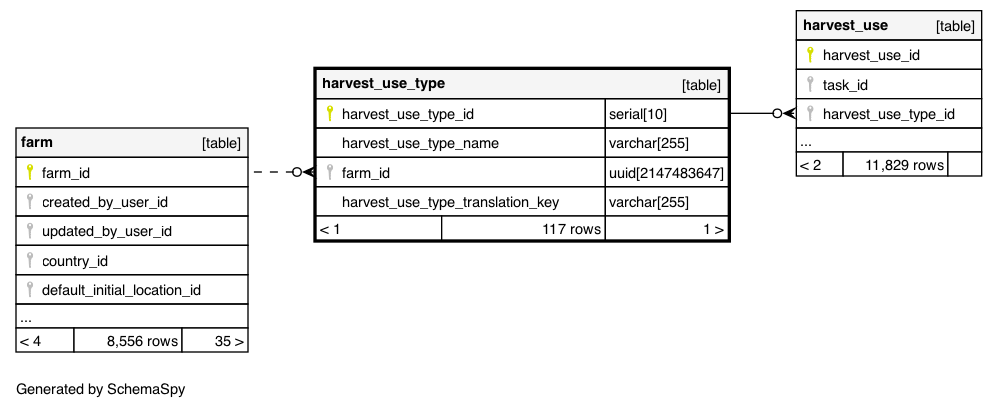 farm [table]
farm_id
created_by_user_id
updated_by_user_id
country_id
default_initial_location_id
...
< 4 8,556 rows 35 >
harvest_use_type [table]
harvest_use_type_id serial[10]
harvest_use_type_name varchar[255]
farm_id uuid[2147483647]
harvest_use_type_translation_key varchar[255]
< 1 117 rows 1 >
harvest_use [table]
harvest_use_id
task_id
harvest_use_type_id
...
< 2 11,829 rows
Generated by SchemaSpy